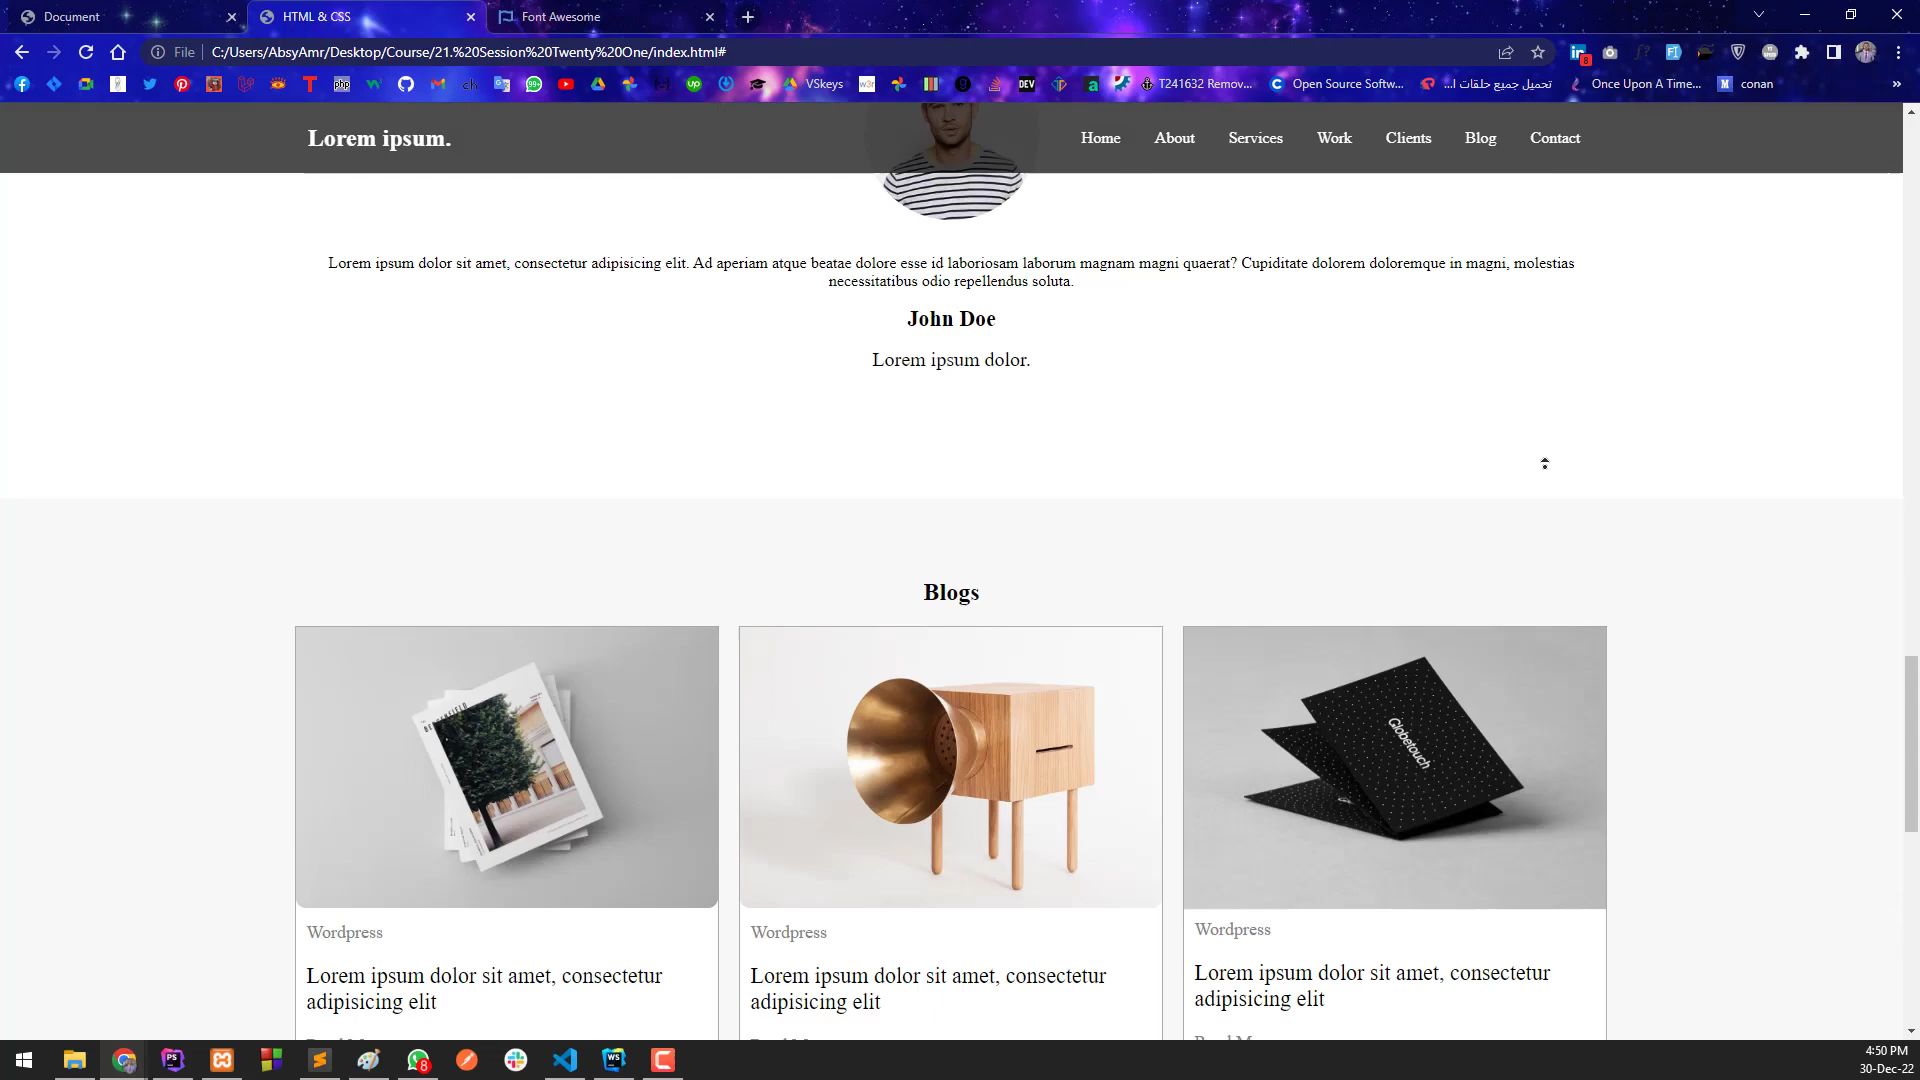 Document
HTML & CSS
Font Awesome
File
C:/Users/AbsyAmr/Desktop/Course/21.%20Session%20Twenty%20One/index.html#
VSkeys
T241632 Remov...
Open Source Softw...
تحميل جميع حلقات ا...
Once Upon A Time...
conan
Lorem ipsum.
Home
About
Services
Work
Clients
Blog
Contact
Lorem ipsum dolor sit amet, consectetur adipisicing elit. Ad aperiam atque beatae dolore esse id laboriosam laborum magnam magni quaerat? Cupiditate dolorem doloremque in magni, molestias
necessitatibus odio repellendus soluta.
John Doe
Lorem ipsum dolor.
Blogs
Globetouch
Wordpress
Lorem ipsum dolor sit amet, consectetur
adipisicing elit
Wordpress
Lorem ipsum dolor sit amet, consectetur
adipisicing elit
Wordpress
Lorem ipsum dolor sit amet, consectetur
adipisicing elit
4:50 PM
30-Dec-22